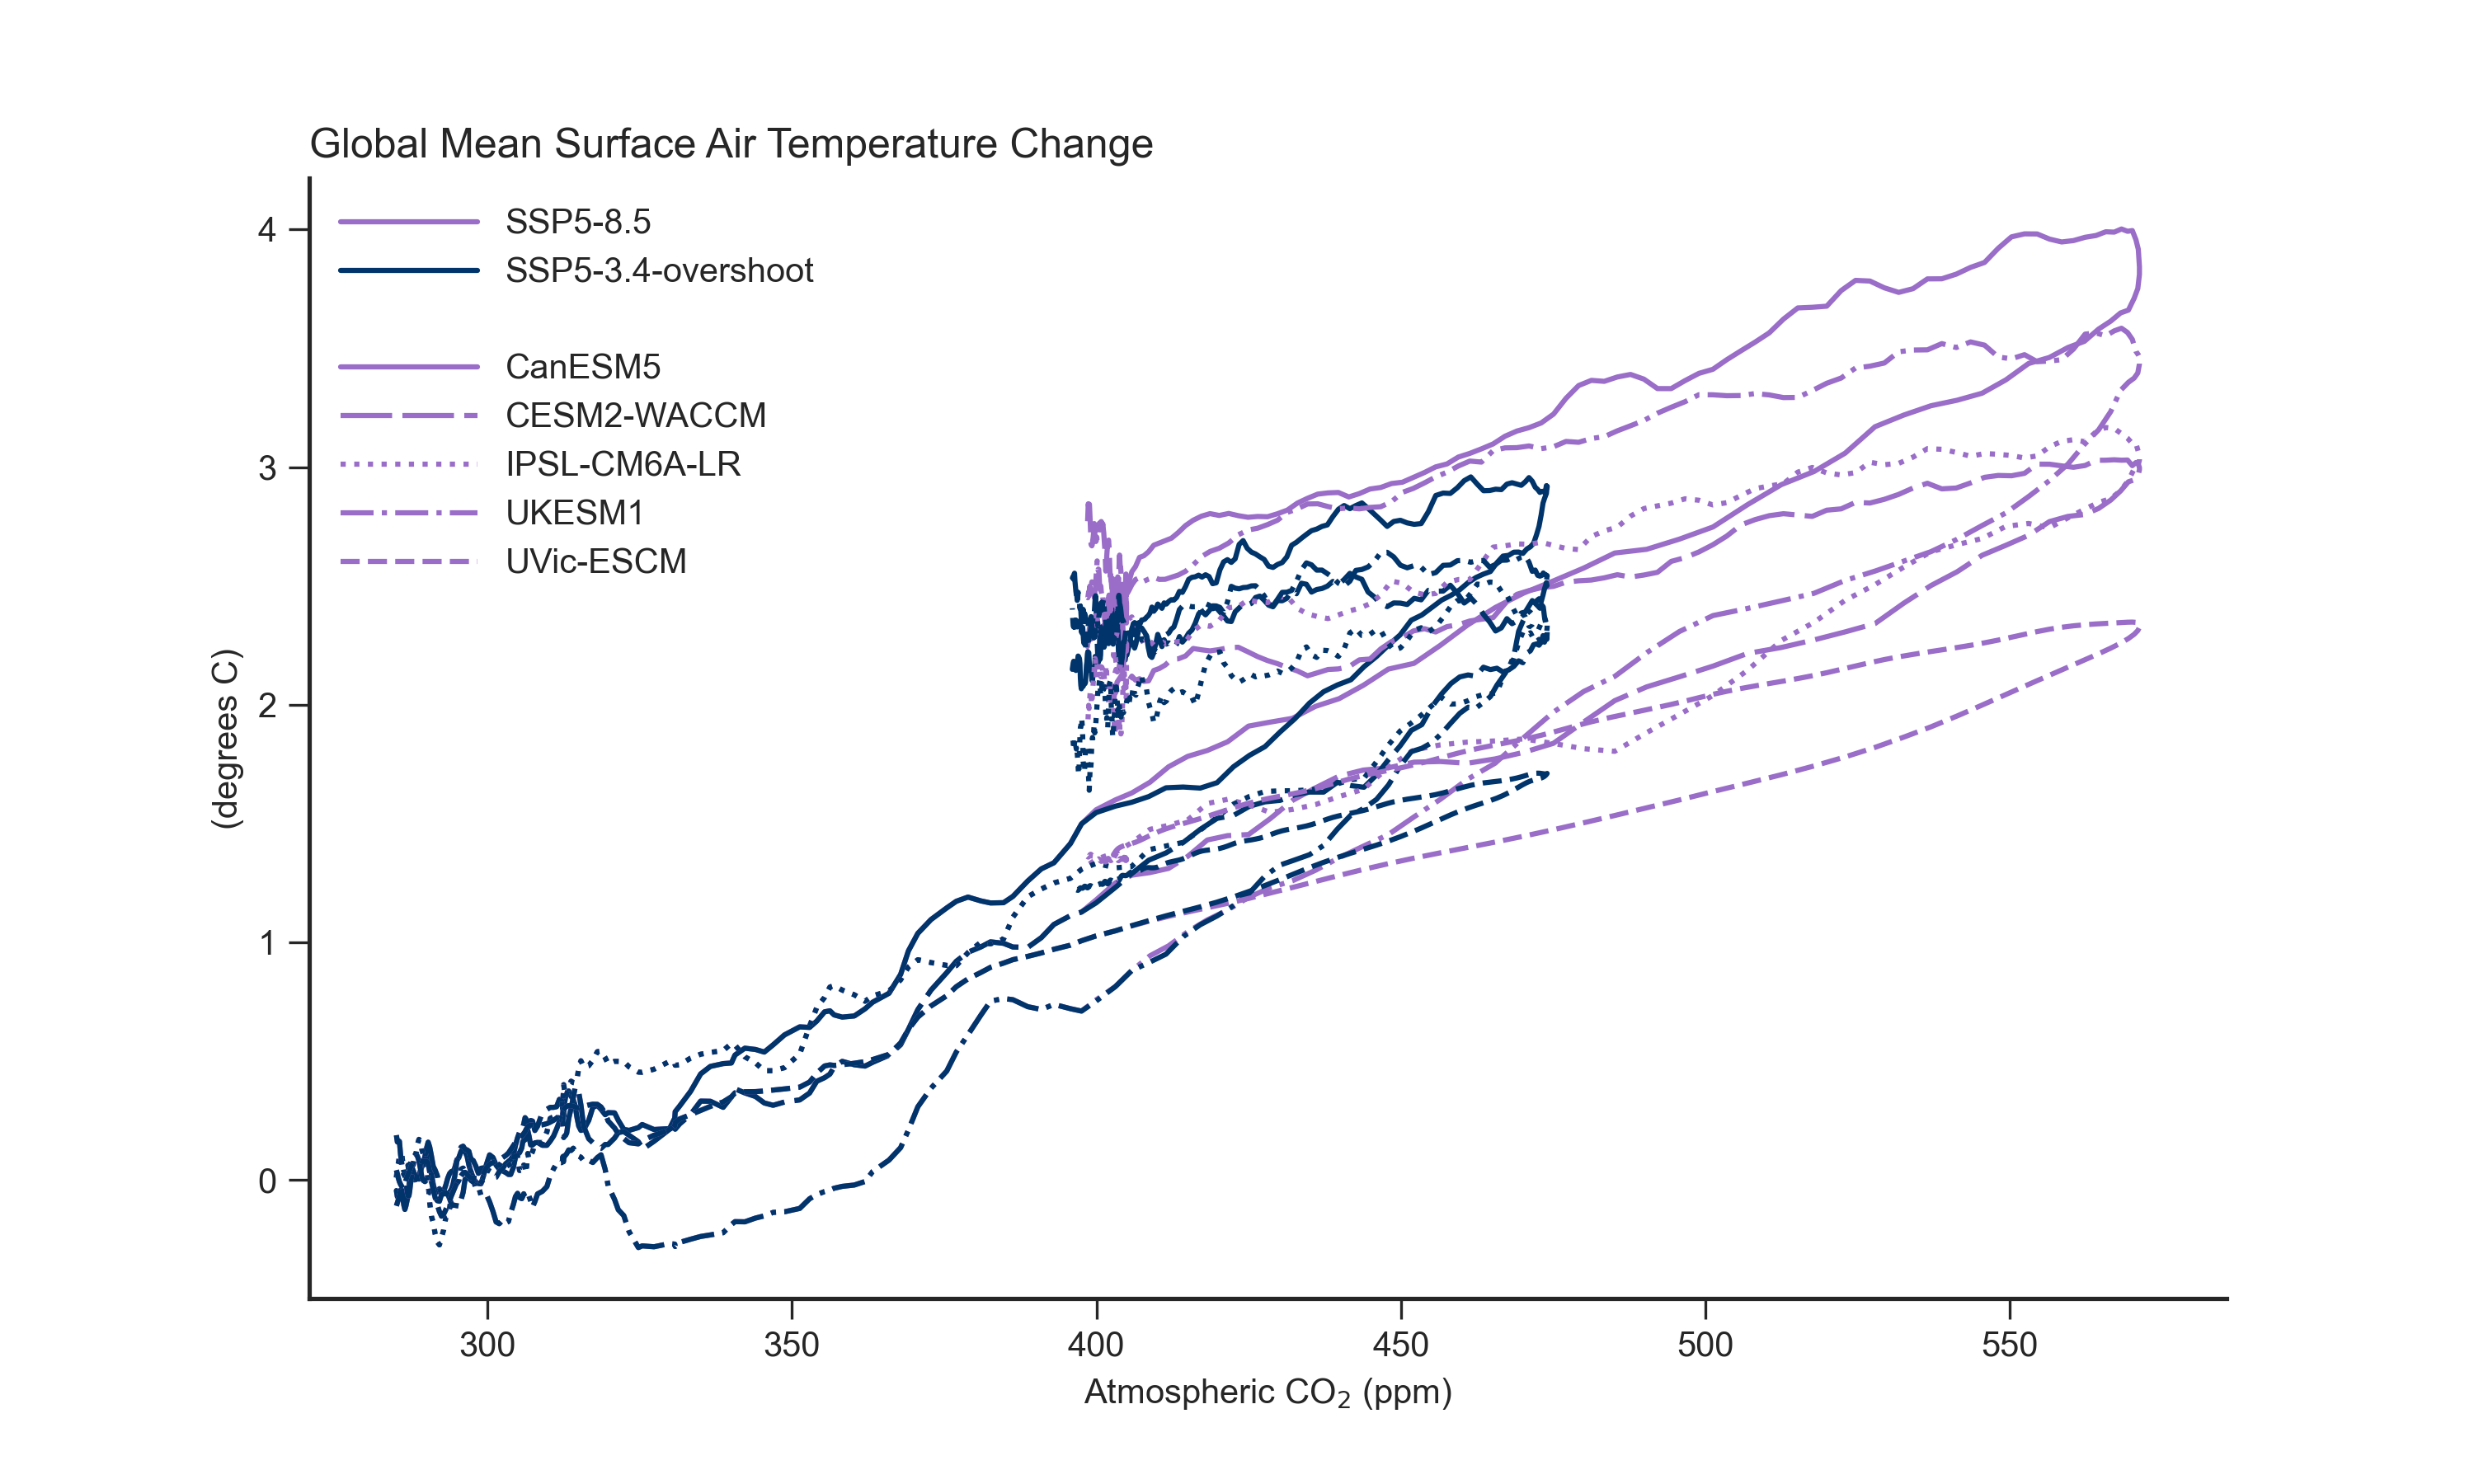 Global Mean Surface Air Temperature Change
SSP5-8.5
SSP5-3.4-overshoot
CanESM5
CESM2-WACCM
IPSL-CM6A-LR
UKESM1
UVic-ESCM
(degrees C)
4
3
2
1
0
300 350 400 450 500 550
Atmospheric CO₂ (ppm)